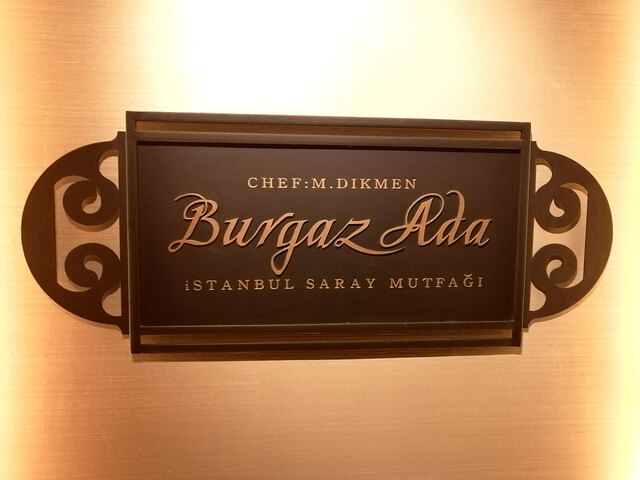 CHEF:M.DIKMEN
Burgaz Ada
iSTANBUL SARAY MUTFAĞI